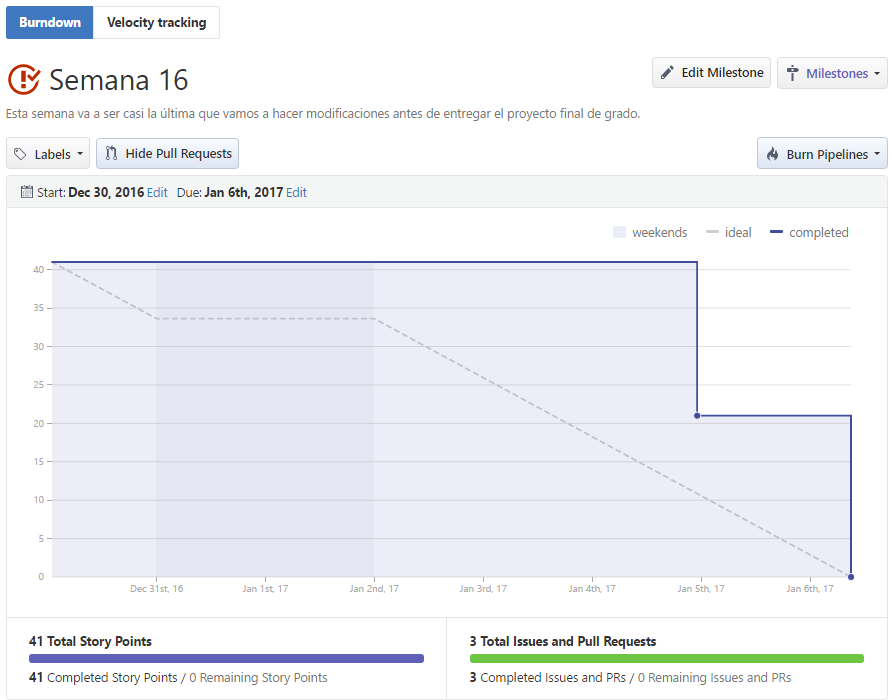 Burndown Velocity tracking
Semana 16
Edit Milestone Milestones
Esta semana va a ser casi la última que vamos a hacer modificaciones antes de entregar el proyecto final de grado.
Labels Hide Pull Requests Burn Pipelines
Start: Dec 30, 2016 Edit Due: Jan 6th, 2017 Edit
weekends ideal completed
40
35
30
25
20
15
10
5
0
Dec 31st, 16 Jan 1st, 17 Jan 2nd, 17 Jan 3rd, 17 Jan 4th, 17 Jan 5th, 17 Jan 6th, 17
41 Total Story Points
41 Completed Story Points / 0 Remaining Story Points
3 Total Issues and Pull Requests
3 Completed Issues and PRs / 0 Remaining Issues and PRs